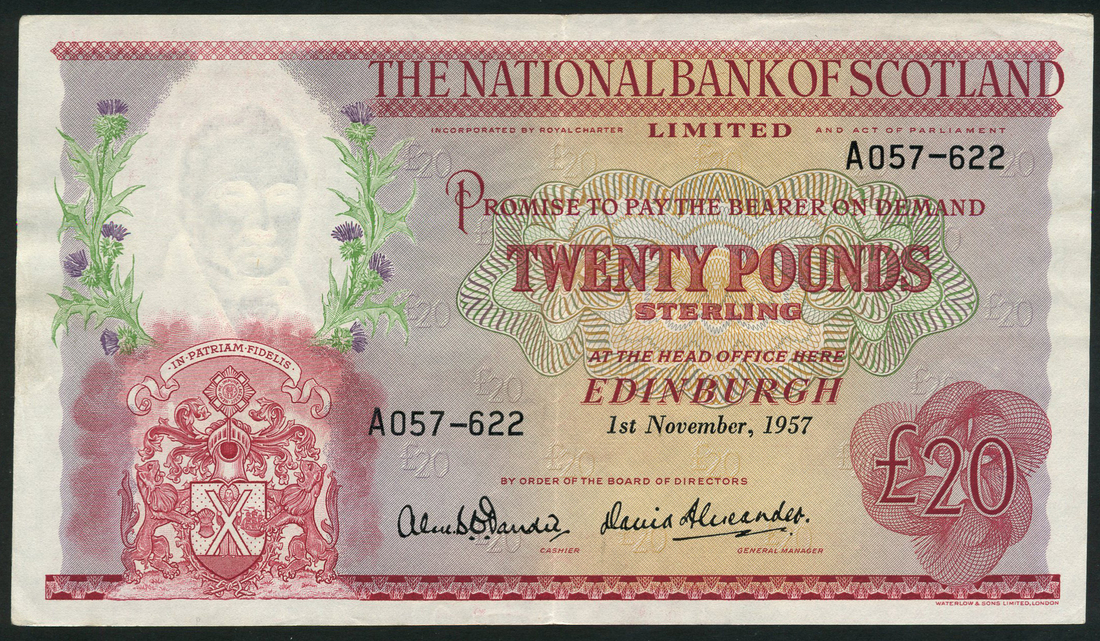 THE NATIONAL BANK OF SCOTLAND
INCORPORATED BY ROYAL CHARTER LIMITED AND ACT OF PARLIAMENT
A057-622
PROMISE TO PAY THE BEARER ON DEMAND
TWENTY POUNDS
STERLING
AT THE HEAD OFFICE HERE
EDINBURGH
1st November, 1957
IN·PATRIAM·FIDELIS
A057-622
£20
BY ORDER OF THE BOARD OF DIRECTORS
David Alexander.
CASHIER GENERAL MANAGER
WATERLOW & SONS LIMITED, LONDON